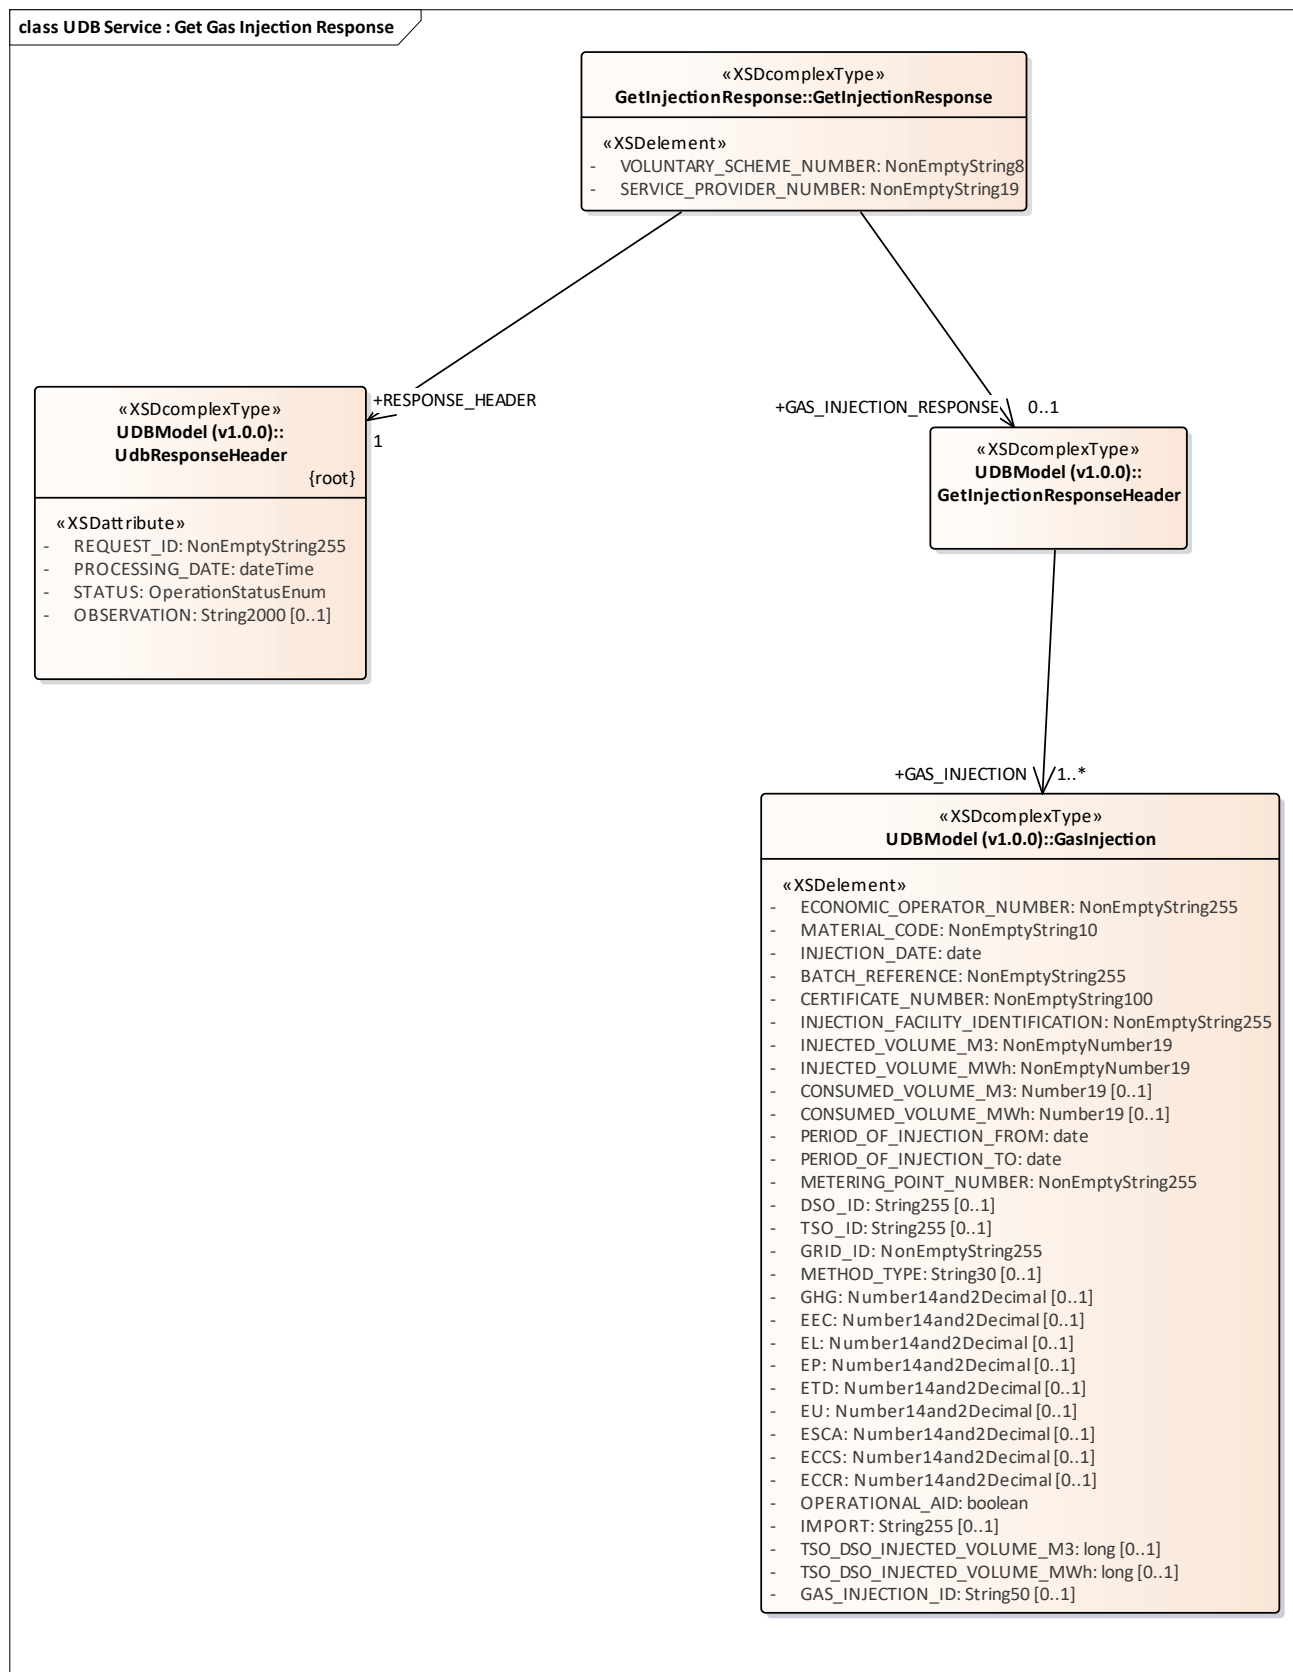 class UDB Service : Get Gas Injection Response
«XSDcomplexType»
GetInjectionResponse::GetInjectionResponse
«XSDelement»
- VOLUNTARY_SCHEME_NUMBER: NonEmptyString8
- SERVICE_PROVIDER_NUMBER: NonEmptyString19
+RESPONSE_HEADER
1
+GAS_INJECTION_RESPONSE 0..1
«XSDcomplexType»
UDBModel (v1.0.0)::
UdbResponseHeader
{root}
«XSDattribute»
- REQUEST_ID: NonEmptyString255
- PROCESSING_DATE: dateTime
- STATUS: OperationStatusEnum
- OBSERVATION: String2000 [0..1]
«XSDcomplexType»
UDBModel (v1.0.0)::
GetInjectionResponseHeader
+GAS_INJECTION 1..*
«XSDcomplexType»
UDBModel (v1.0.0)::GasInjection
«XSDelement»
- ECONOMIC_OPERATOR_NUMBER: NonEmptyString255
- MATERIAL_CODE: NonEmptyString10
- INJECTION_DATE: date
- BATCH_REFERENCE: NonEmptyString255
- CERTIFICATE_NUMBER: NonEmptyString100
- INJECTION_FACILITY_IDENTIFICATION: NonEmptyString255
- INJECTED_VOLUME_M3: NonEmptyNumber19
- INJECTED_VOLUME_MWh: NonEmptyNumber19
- CONSUMED_VOLUME_M3: Number19 [0..1]
- CONSUMED_VOLUME_MWh: Number19 [0..1]
- PERIOD_OF_INJECTION_FROM: date
- PERIOD_OF_INJECTION_TO: date
- METERING_POINT_NUMBER: NonEmptyString255
- DSO_ID: String255 [0..1]
- TSO_ID: String255 [0..1]
- GRID_ID: NonEmptyString255
- METHOD_TYPE: String30 [0..1]
- GHG: Number14and2Decimal [0..1]
- EEC: Number14and2Decimal [0..1]
- EL: Number14and2Decimal [0..1]
- EP: Number14and2Decimal [0..1]
- ETD: Number14and2Decimal [0..1]
- EU: Number14and2Decimal [0..1]
- ESCA: Number14and2Decimal [0..1]
- ECCS: Number14and2Decimal [0..1]
- ECCR: Number14and2Decimal [0..1]
- OPERATIONAL_AID: boolean
- IMPORT: String255 [0..1]
- TSO_DSO_INJECTED_VOLUME_M3: long [0..1]
- TSO_DSO_INJECTED_VOLUME_MWh: long [0..1]
- GAS_INJECTION_ID: String50 [0..1]